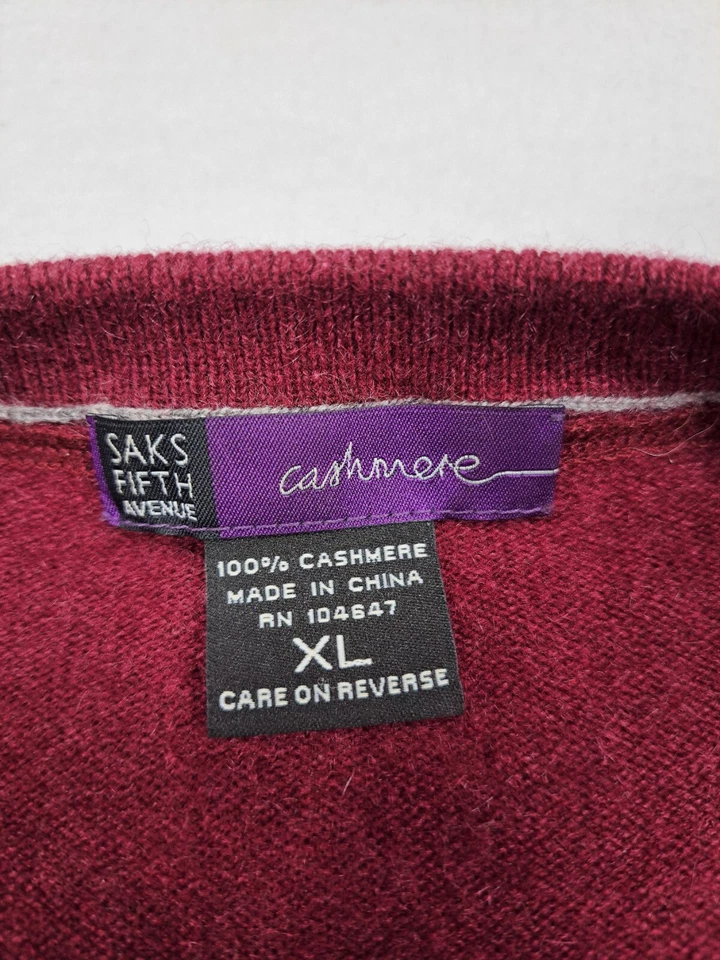 SAKS
FIFTH
AVENUE
cashmere
100% CASHMERE
MADE IN CHINA
RN 104647
XL
CARE ON REVERSE